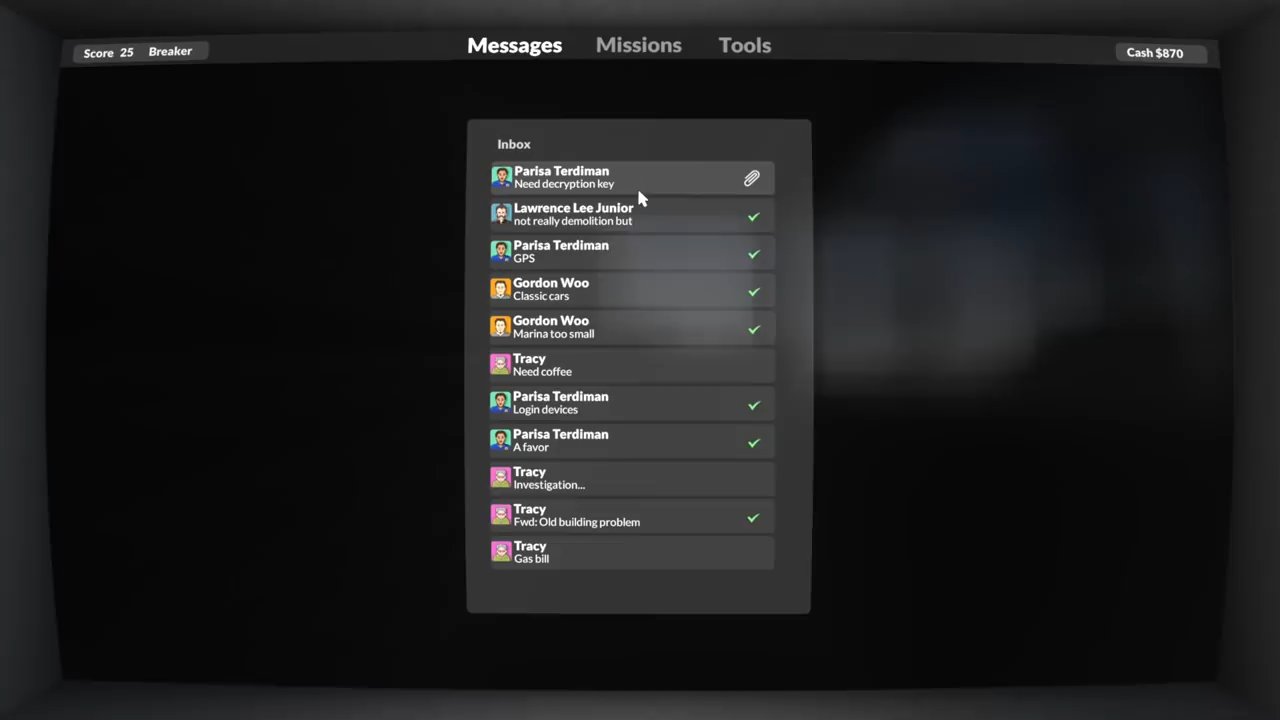 Score 25 Breaker
Messages Missions Tools
Cash $870
Inbox
Parisa Terdiman
Need decryption key
Lawrence Lee Junior
not really demolition but
Parisa Terdiman
GPS
Gordon Woo
Classic cars
Gordon Woo
Marina too small
Tracy
Need coffee
Parisa Terdiman
Login devices
Parisa Terdiman
A favor
Tracy
Investigation...
Tracy
Fwd: Old building problem
Tracy
Gas bill